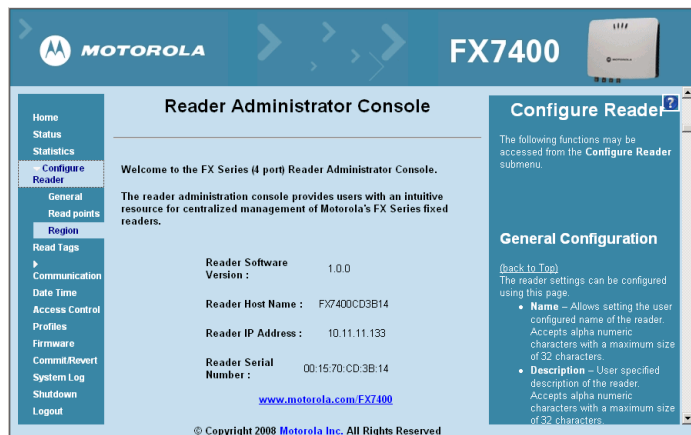 MOTOROLA
FX7400
Home
Status
Statistics
Configure
Reader
General
Read points
Region
Read Tags
Communication
Date Time
Access Control
Profiles
Firmware
Commit/Revert
System Log
Shutdown
Logout
Reader Administrator Console
Welcome to the FX Series (4 port) Reader Administrator Console.
The reader administration console provides users with an intuitive
resource for centralized management of Motorola's FX Series fixed
readers.
Reader Software
Version : 1.0.0
Reader Host Name : FX7400CD3B14
Reader IP Address : 10.11.11.133
Reader Serial
Number : 00:15:70:CD:3B:14
www.motorola.com/FX7400
© Copyright 2008 Motorola Inc. All Rights Reserved
Configure Reader
?
The following functions may be
accessed from the Configure Reader
submenu.
General Configuration
(back to Top)
The reader settings can be configured
using this page.
• Name – Allows setting the user
configured name of the reader.
Accepts alpha numeric
characters with a maximum size
of 32 characters.
• Description – User specified
description of the reader.
Accepts alpha numeric
characters with a maximum size
of 32 characters.